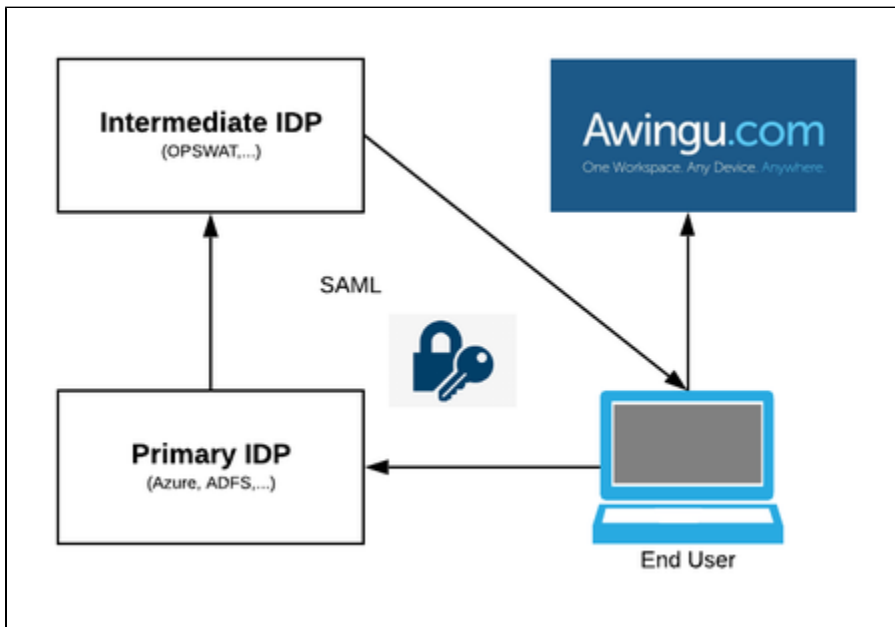 Intermediate IDP
(OPSWAT,...)
Awingu.com
One Workspace. Any Device. Anywhere.
SAML
Primary IDP
(Azure, ADFS,...)
End User